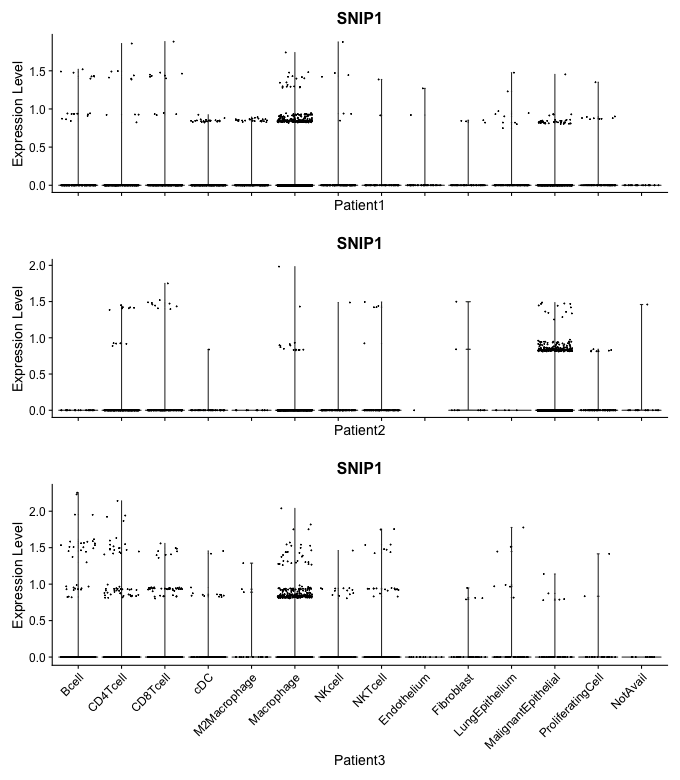 SNIP1
Expression Level
1.5
1.0
0.5
0.0
Patient1
SNIP1
Expression Level
2.0
1.5
1.0
0.5
0.0
Patient2
SNIP1
Expression Level
2.0
1.5
1.0
0.5
0.0
Bcell
CD4Tcell
CD8Tcell
cDC
M2Macrophage
Macrophage
NKcell
NKTcell
Endothelium
Fibroblast
LungEpithelium
MalignantEpithelial
ProliferatingCell
NotAvail
Patient3